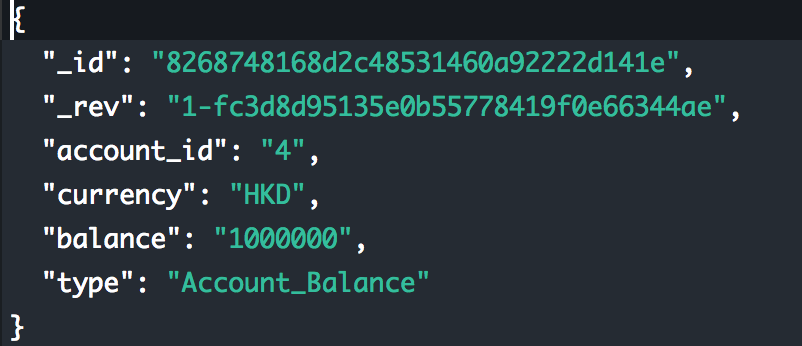 {
"_id": "8268748168d2c48531460a92222d141e",
"_rev": "1-fc3d8d95135e0b55778419f0e66344ae",
"account_id": "4",
"currency": "HKD",
"balance": "1000000",
"type": "Account_Balance"
}